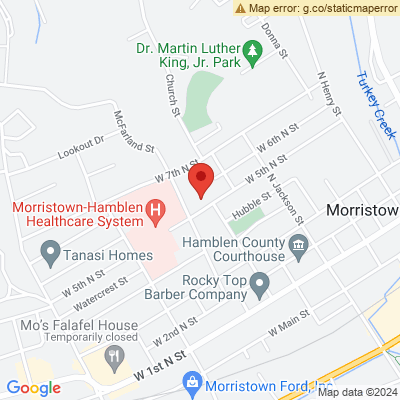 Map error: g.co/staticmaperror
Donna St
Dr. Martin Luther
King, Jr. Park
N Henry St
Turkey Creek
Church St
McFarland St
Lookout Dr
W 6th N St
W 7th N St
W 5th N St
N Jackson St
Hubble St
Morristown-Hamblen
Healthcare System
H
Morristow
Hamblen County
Courthouse
Tanasi Homes
W 5th N St
Watercrest St
Rocky Top
Barber Company
Mo's Falafel House
Temporarily closed
W 2nd N St
W Main St
W 1st N St
Google
Morristown Ford, Inc
Map data ©2024